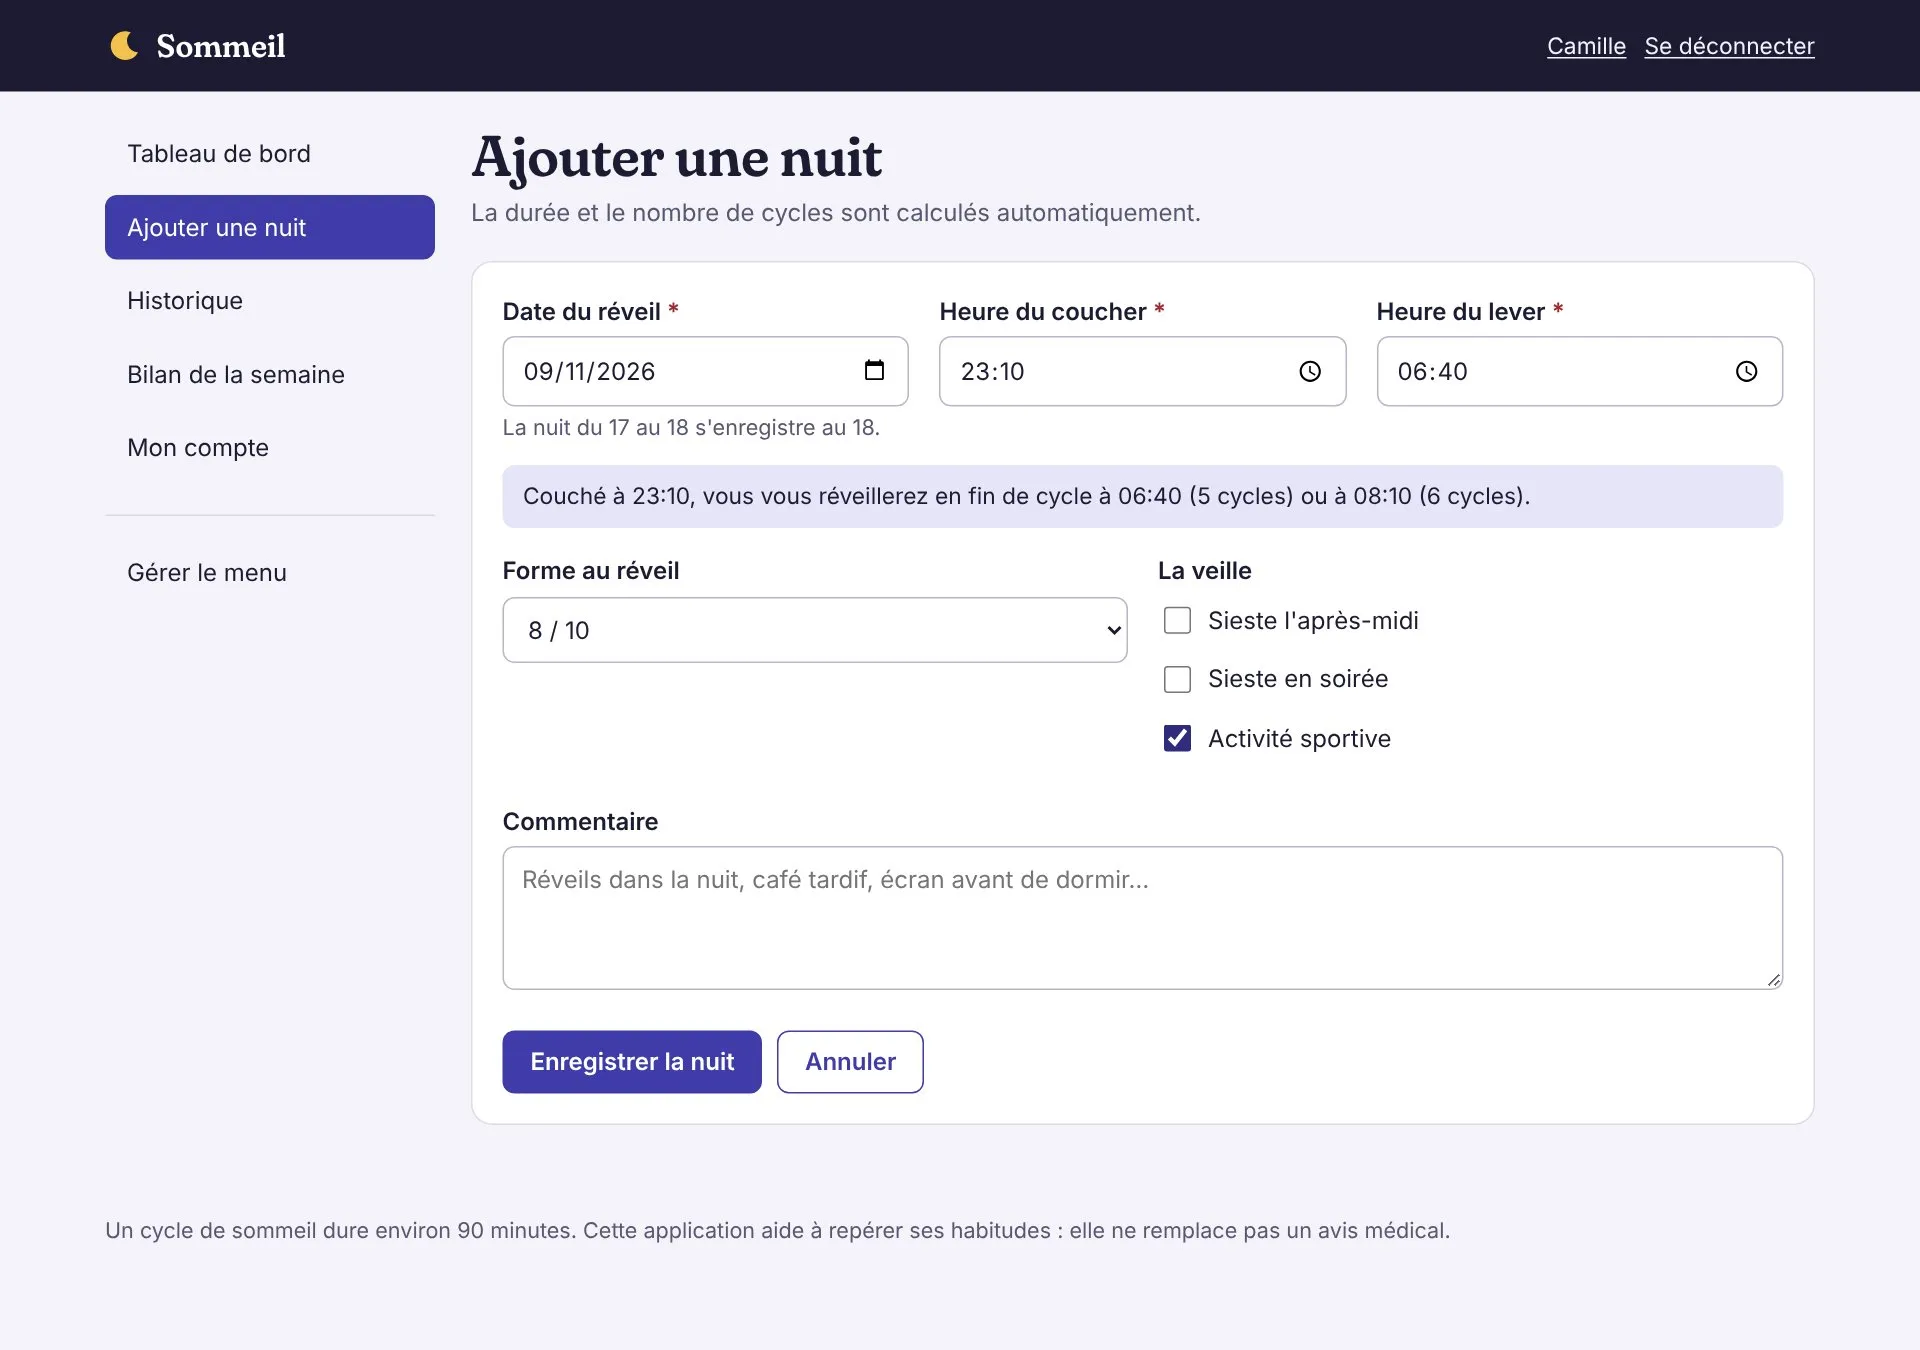 Sommeil
Camille Se déconnecter
Tableau de bord
Ajouter une nuit
Historique
Bilan de la semaine
Mon compte
Gérer le menu
Ajouter une nuit
La durée et le nombre de cycles sont calculés automatiquement.
Date du réveil * Heure du coucher * Heure du lever *
09/11/2026 23:10 06:40
La nuit du 17 au 18 s'enregistre au 18.
Couché à 23:10, vous vous réveillerez en fin de cycle à 06:40 (5 cycles) ou à 08:10 (6 cycles).
Forme au réveil
8 / 10
La veille
Sieste l'après-midi
Sieste en soirée
Activité sportive
Commentaire
Réveils dans la nuit, café tardif, écran avant de dormir...
Enregistrer la nuit Annuler
Un cycle de sommeil dure environ 90 minutes. Cette application aide à repérer ses habitudes : elle ne remplace pas un avis médical.